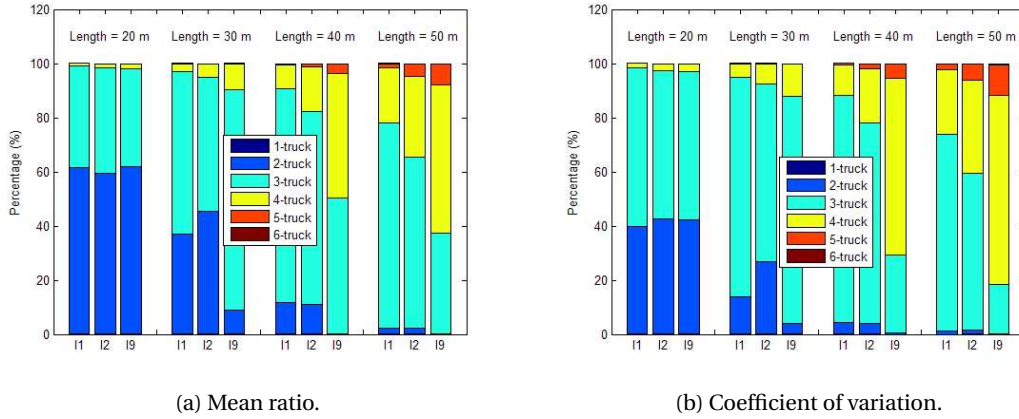 120
Length = 20 m Length = 30 m Length = 40 m Length = 50 m
100
80
60
40
20
0
Percentage (%)
1-truck
2-truck
3-truck
4-truck
5-truck
6-truck
I1 I2 I9 I1 I2 I9 I1 I2 I9 I1 I2 I9
(a) Mean ratio.
120
Length = 20 m Length = 30 m Length = 40 m Length = 50 m
100
80
60
40
20
0
Percentage (%)
1-truck
2-truck
3-truck
4-truck
5-truck
6-truck
I1 I2 I9 I1 I2 I9 I1 I2 I9 I1 I2 I9
(b) Coefficient of variation.